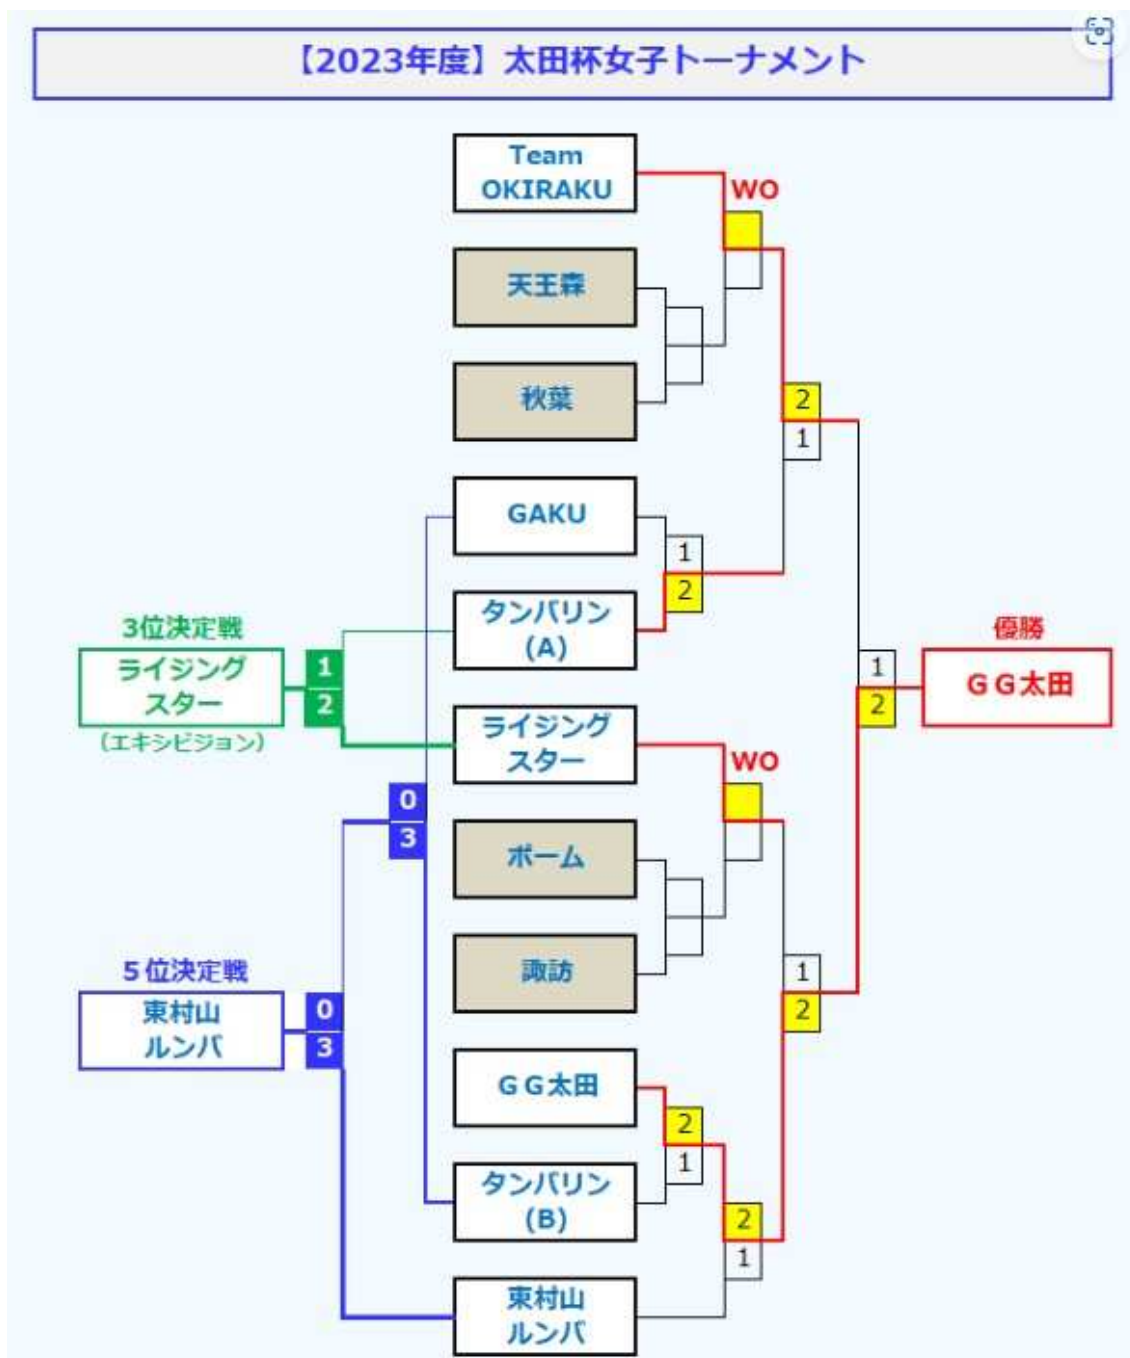 【2023年度】太田杯女子トーナメント
Team
OKIRAKU
WO
天王森
秋葉
2
1
GAKU
1
2
タンバリン
(A)
3位決定戦
ライジング
スター
(エキシビジョン)
1
2
優勝
GG太田
1
2
ライジング
スター
WO
0
3
ポーム
諏訪
1
2
5位決定戦
東村山
ルンバ
0
3
GG太田
2
1
タンバリン
(B)
2
1
東村山
ルンバ